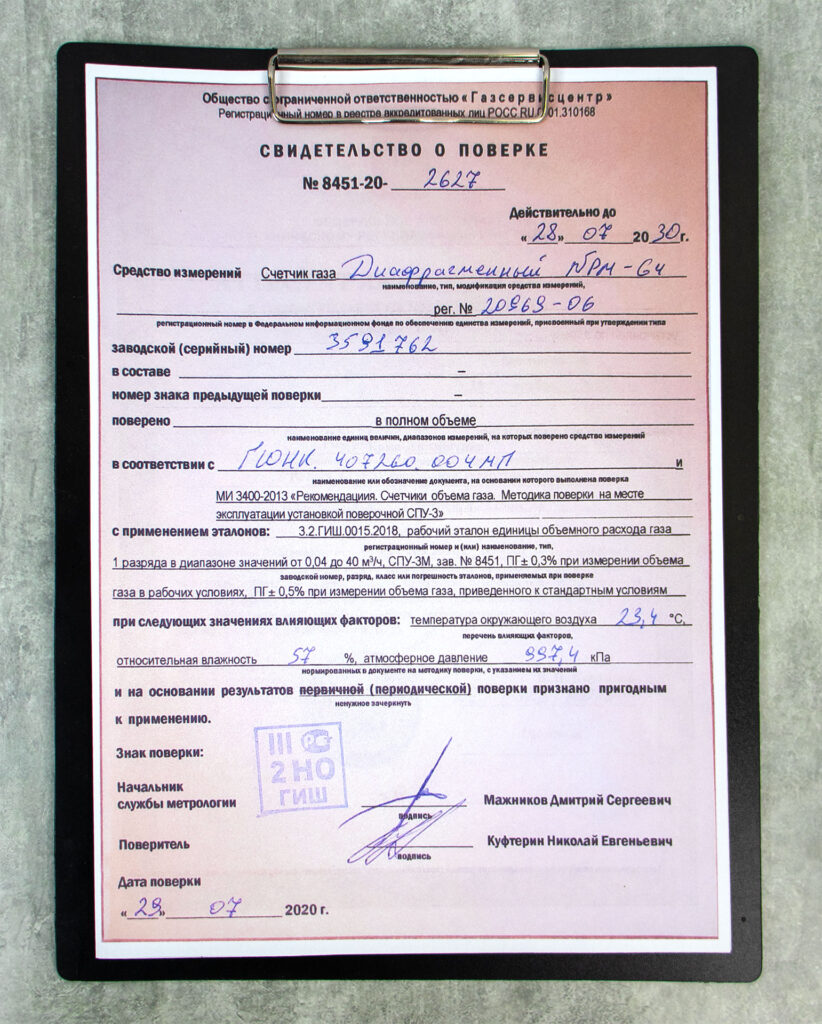 Общество с ограниченной ответственностью «Газсервисцентр»
Регистрационный номер в реестре аккредитованных лиц РОСС RU 01.310168
СВИДЕТЕЛЬСТВО О ПОВЕРКЕ
№ 8451-20- 2627
Действительно до
«28» 07 2030г.
Средство измерений Счетчик газа Диафрагменный NPM-G4
наименование, тип, модификация средства измерений,
рег. № 20969-06
регистрационный номер в Федеральном информационном фонде по обеспечению единства измерений, присвоенный при утверждении типа
заводской (серийный) номер 3591762
в составе –
номер знака предыдущей поверки –
поверено в полном объеме
наименование единиц величин, диапазонов измерений, на которых поверено средство измерений
в соответствии с ГЮНК. 407260. 004 МП и
наименование или обозначение документа, на основании которого выполнена поверка
МИ 3400-2013 «Рекомендациия. Счетчики объема газа. Методика поверки на месте
эксплуатации установкой поверочной СПУ-3»
с применением эталонов: 3.2.ГИШ.0015.2018, рабочий эталон единицы объемного расхода газа
регистрационный номер и (или) наименование, тип,
1 разряда в диапазоне значений от 0,04 до 40 м³/ч, СПУ-3М, зав. № 8451, ПГ± 0,3% при измерении объема
заводской номер, разряд, класс или погрешность эталонов, применяемых при поверке
газа в рабочих условиях, ПГ± 0,5% при измерении объема газа, приведенного к стандартным условиям
при следующих значениях влияющих факторов: температура окружающего воздуха 23,4 °С,
перечень влияющих факторов,
относительная влажность 57 %, атмосферное давление 997,4 кПа
нормированных в документе на методику поверки, с указанием их значений
и на основании результатов первичной (периодической) поверки признано пригодным
ненужное зачеркнуть
к применению.
Знак поверки:
III РСТ
2 НО
ГИШ
Начальник
службы метрологии Мажников Дмитрий Сергеевич
подпись
Поверитель Куфтерин Николай Евгеньевич
подпись
Дата поверки
«29» 07 2020 г.